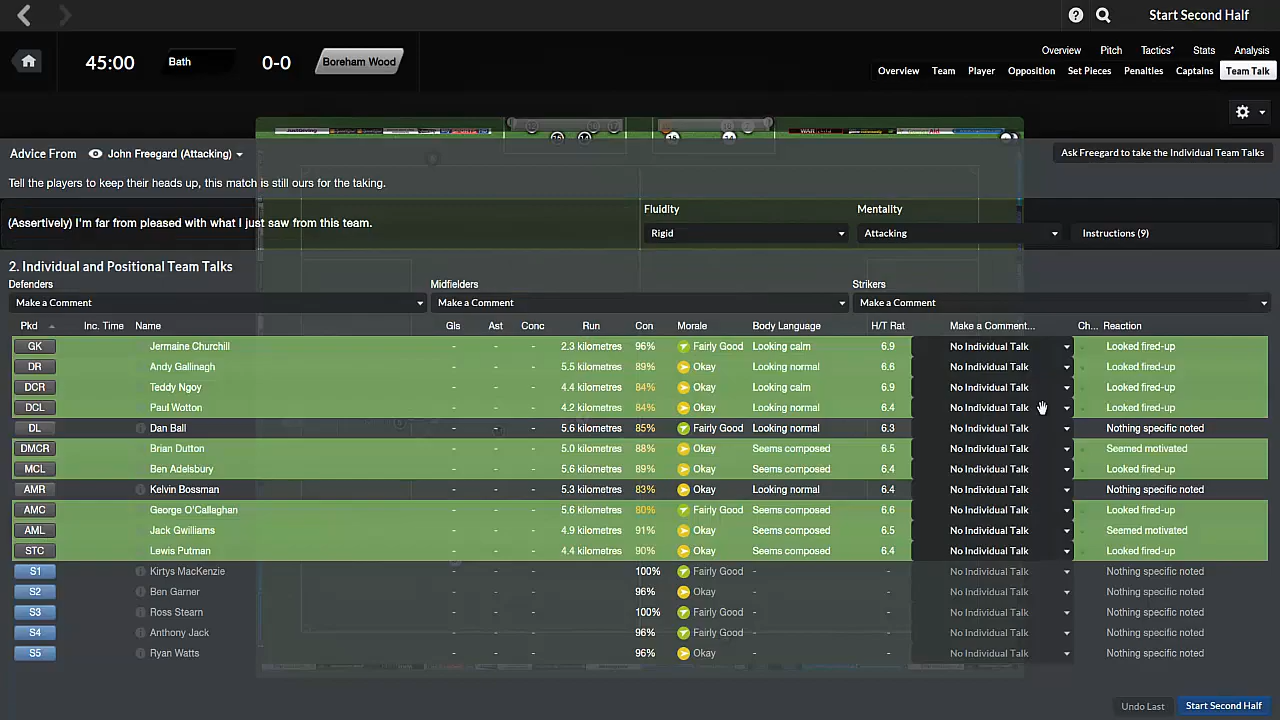 Start Second Half
45:00 Bath 0-0 Boreham Wood
Overview Pitch Tactics* Stats Analysis
Overview Team Player Opposition Set Pieces Penalties Captains Team Talk
Advice From John Freegard (Attacking) Ask Freegard to take the Individual Team Talks
Tell the players to keep their heads up, this match is still ours for the taking.
(Assertively) I'm far from pleased with what I just saw from this team.
Fluidity Mentality
Rigid Attacking Instructions (9)
2. Individual and Positional Team Talks
Defenders Midfielders Strikers
Make a Comment Make a Comment Make a Comment
Pkd Inc. Time Name Gls Ast Conc Run Con Morale Body Language H/T Rat Make a Comment... Ch... Reaction
GK Jermaine Churchill - - - 2.3 kilometres 96% Fairly Good Looking calm 6.9 No Individual Talk Looked fired-up
DR Andy Gallinagh - - - 5.5 kilometres 89% Okay Looking normal 6.6 No Individual Talk Looked fired-up
DCR Teddy Ngoy - - - 4.4 kilometres 84% Okay Looking calm 6.9 No Individual Talk Looked fired-up
DCL Paul Wotton - - - 4.2 kilometres 84% Okay Looking normal 6.4 No Individual Talk Looked fired-up
DL Dan Ball - - - 5.6 kilometres 85% Fairly Good Looking normal 6.3 No Individual Talk Nothing specific noted
DMCR Brian Dutton - - - 5.0 kilometres 88% Okay Seems composed 6.5 No Individual Talk Seemed motivated
MCL Ben Adelsbury - - - 5.6 kilometres 89% Okay Seems composed 6.4 No Individual Talk Looked fired-up
AMR Kelvin Bossman - - - 5.3 kilometres 83% Okay Looking normal 6.4 No Individual Talk Nothing specific noted
AMC George O'Callaghan - - - 5.6 kilometres 80% Fairly Good Seems composed 6.6 No Individual Talk Looked fired-up
AML Jack Gwilliams - - - 4.9 kilometres 91% Okay Seems composed 6.5 No Individual Talk Seemed motivated
STC Lewis Putman - - - 4.4 kilometres 90% Okay Seems composed 6.4 No Individual Talk Looked fired-up
S1 Kirtys MacKenzie 100% Fairly Good - - No Individual Talk Nothing specific noted
S2 Ben Garner 96% Okay - - No Individual Talk Nothing specific noted
S3 Ross Stearn 100% Fairly Good - - No Individual Talk Nothing specific noted
S4 Anthony Jack 96% Fairly Good - - No Individual Talk Nothing specific noted
S5 Ryan Watts 96% Okay - - No Individual Talk Nothing specific noted
Undo Last Start Second Half